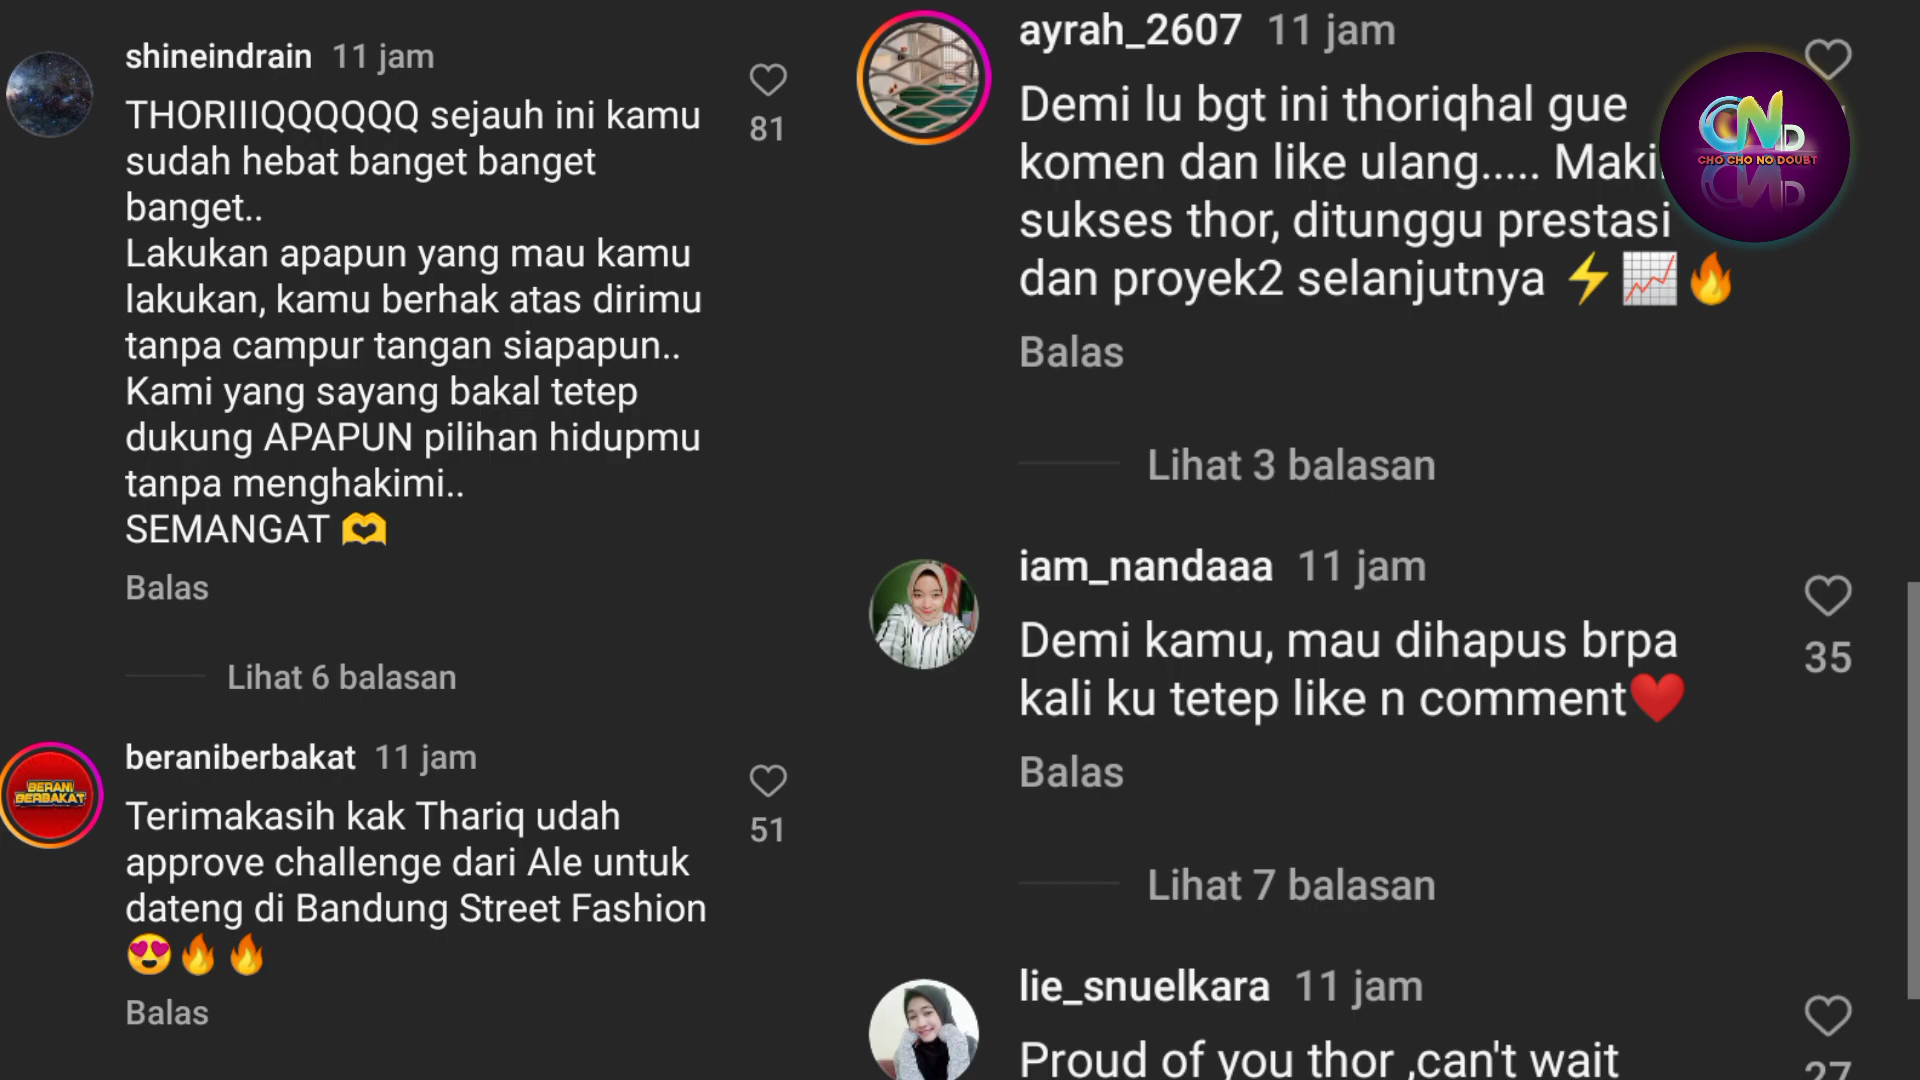 shineindrain 11 jam
THORIIIQQQQQQ sejauh ini kamu
sudah hebat banget banget
banget..
Lakukan apapun yang mau kamu
lakukan, kamu berhak atas dirimu
tanpa campur tangan siapapun..
Kami yang sayang bakal tetep
dukung APAPUN pilihan hidupmu
tanpa menghakimi..
SEMANGAT 🫶
81
Balas
Lihat 6 balasan
beraniberbakat 11 jam
BERANI
BERBAKAT
Terimakasih kak Thariq udah
approve challenge dari Ale untuk
dateng di Bandung Street Fashion
😍🔥🔥
51
Balas
ayrah_2607 11 jam
Demi lu bgt ini thoriqhal gue
komen dan like ulang.....
sukses thor, ditunggu prestasi
dan proyek2 selanjutnya ⚡📈🔥
Balas
Lihat 3 balasan
CND
CHO CHO NO DOUBT
iam_nandaaa 11 jam
Demi kamu, mau dihapus brpa
kali ku tetep like n comment❤️
35
Balas
Lihat 7 balasan
lie_snuelkara 11 jam
Proud of you thor ,can't wait
27